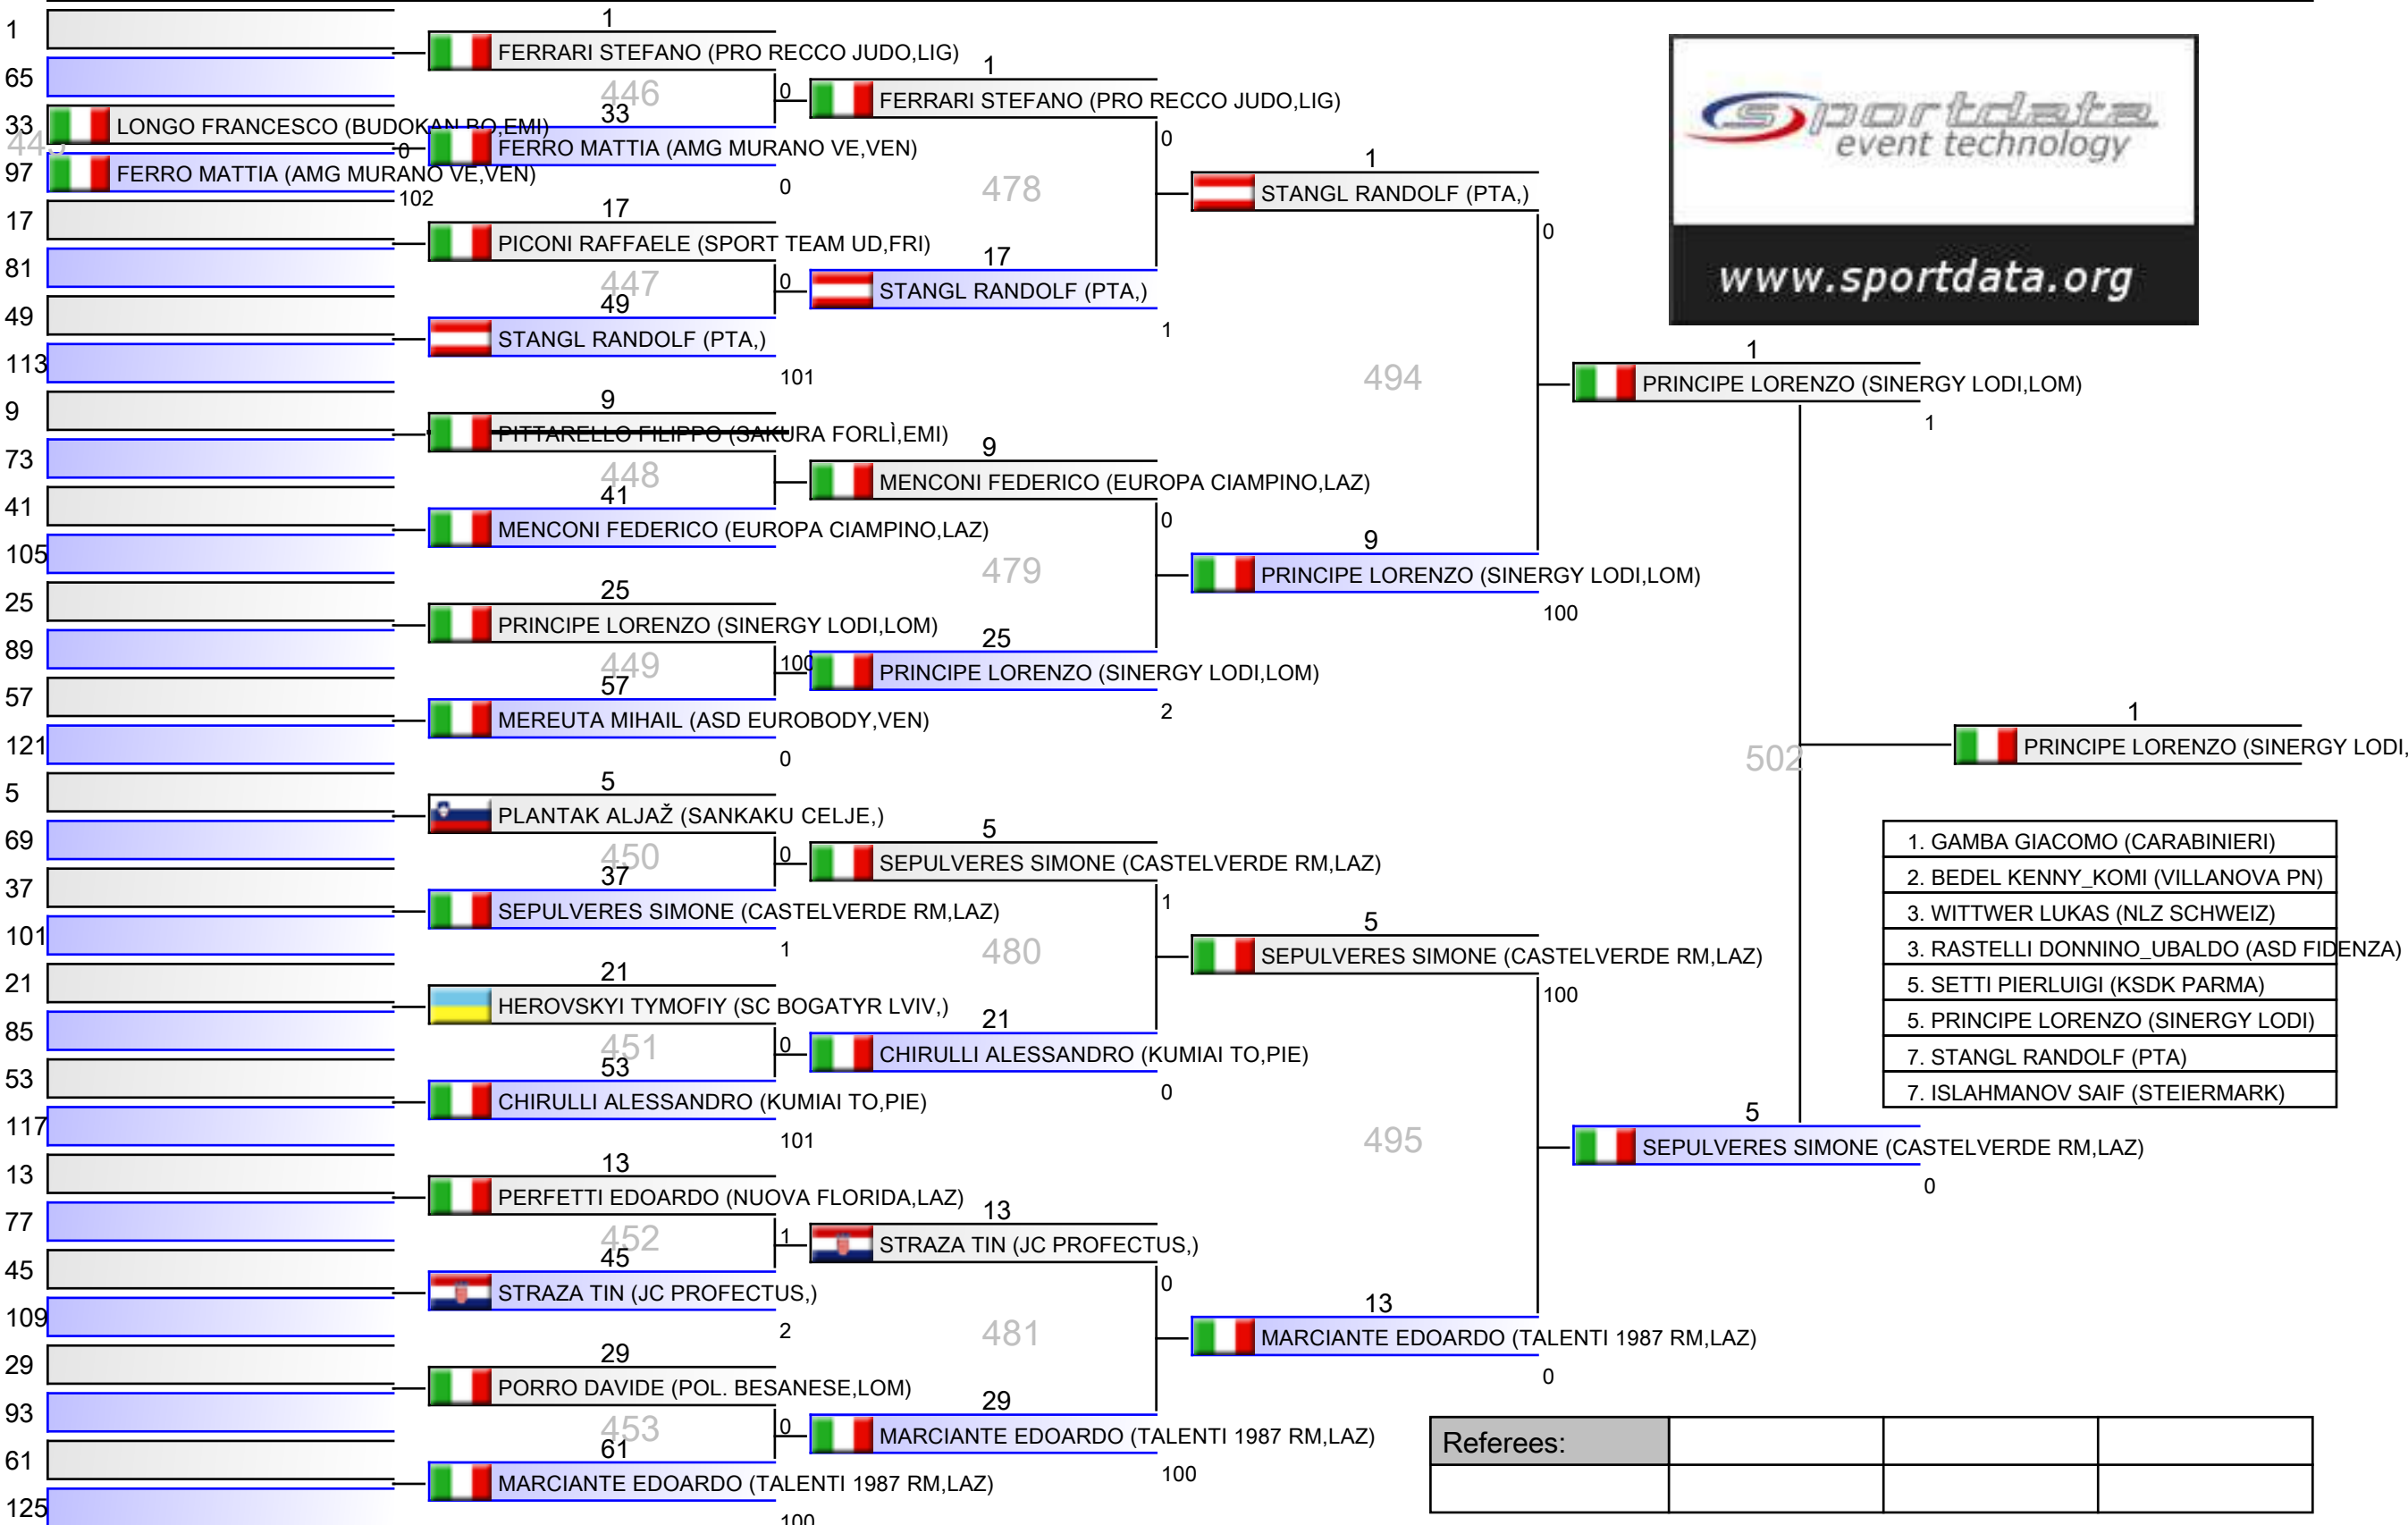 1
65
33
LONGO FRANCESCO (BUDOKAN BO,EMI)
0
97
FERRO MATTIA (AMG MURANO VE,VEN)
102
17
81
49
113
9
73
41
105
25
89
57
121
5
69
37
101
21
85
53
117
13
77
45
109
29
93
61
125
1
FERRARI STEFANO (PRO RECCO JUDO,LIG)
446
0
33
FERRO MATTIA (AMG MURANO VE,VEN)
0
17
PICONI RAFFAELE (SPORT TEAM UD,FRI)
447
0
49
STANGL RANDOLF (PTA,)
101
9
PITTARELLO FILIPPO (SAKURA FORLÌ,EMI)
448
41
MENCONI FEDERICO (EUROPA CIAMPINO,LAZ)
25
PRINCIPE LORENZO (SINERGY LODI,LOM)
449
100
57
MEREUTA MIHAIL (ASD EUROBODY,VEN)
0
5
PLANTAK ALJAŽ (SANKAKU CELJE,)
450
0
37
SEPULVERES SIMONE (CASTELVERDE RM,LAZ)
1
21
HEROVSKYI TYMOFIY (SC BOGATYR LVIV,)
451
0
53
CHIRULLI ALESSANDRO (KUMIAI TO,PIE)
101
13
PERFETTI EDOARDO (NUOVA FLORIDA,LAZ)
452
1
45
STRAZA TIN (JC PROFECTUS,)
2
29
PORRO DAVIDE (POL. BESANESE,LOM)
453
0
61
MARCIANTE EDOARDO (TALENTI 1987 RM,LAZ)
100
1
FERRARI STEFANO (PRO RECCO JUDO,LIG)
0
478
17
STANGL RANDOLF (PTA,)
1
9
MENCONI FEDERICO (EUROPA CIAMPINO,LAZ)
0
479
25
PRINCIPE LORENZO (SINERGY LODI,LOM)
2
5
SEPULVERES SIMONE (CASTELVERDE RM,LAZ)
1
480
21
CHIRULLI ALESSANDRO (KUMIAI TO,PIE)
0
13
STRAZA TIN (JC PROFECTUS,)
0
481
29
MARCIANTE EDOARDO (TALENTI 1987 RM,LAZ)
100
1
STANGL RANDOLF (PTA,)
0
494
9
PRINCIPE LORENZO (SINERGY LODI,LOM)
100
5
SEPULVERES SIMONE (CASTELVERDE RM,LAZ)
100
495
13
MARCIANTE EDOARDO (TALENTI 1987 RM,LAZ)
0
sportdata
event technology
www.sportdata.org
1
PRINCIPE LORENZO (SINERGY LODI,LOM)
1
502
5
SEPULVERES SIMONE (CASTELVERDE RM,LAZ)
0
1
PRINCIPE LORENZO (SINERGY LODI,
1. GAMBA GIACOMO (CARABINIERI)
2. BEDEL KENNY_KOMI (VILLANOVA PN)
3. WITTWER LUKAS (NLZ SCHWEIZ)
3. RASTELLI DONNINO_UBALDO (ASD FIDENZA)
5. SETTI PIERLUIGI (KSDK PARMA)
5. PRINCIPE LORENZO (SINERGY LODI)
7. STANGL RANDOLF (PTA)
7. ISLAHMANOV SAIF (STEIERMARK)
Referees: